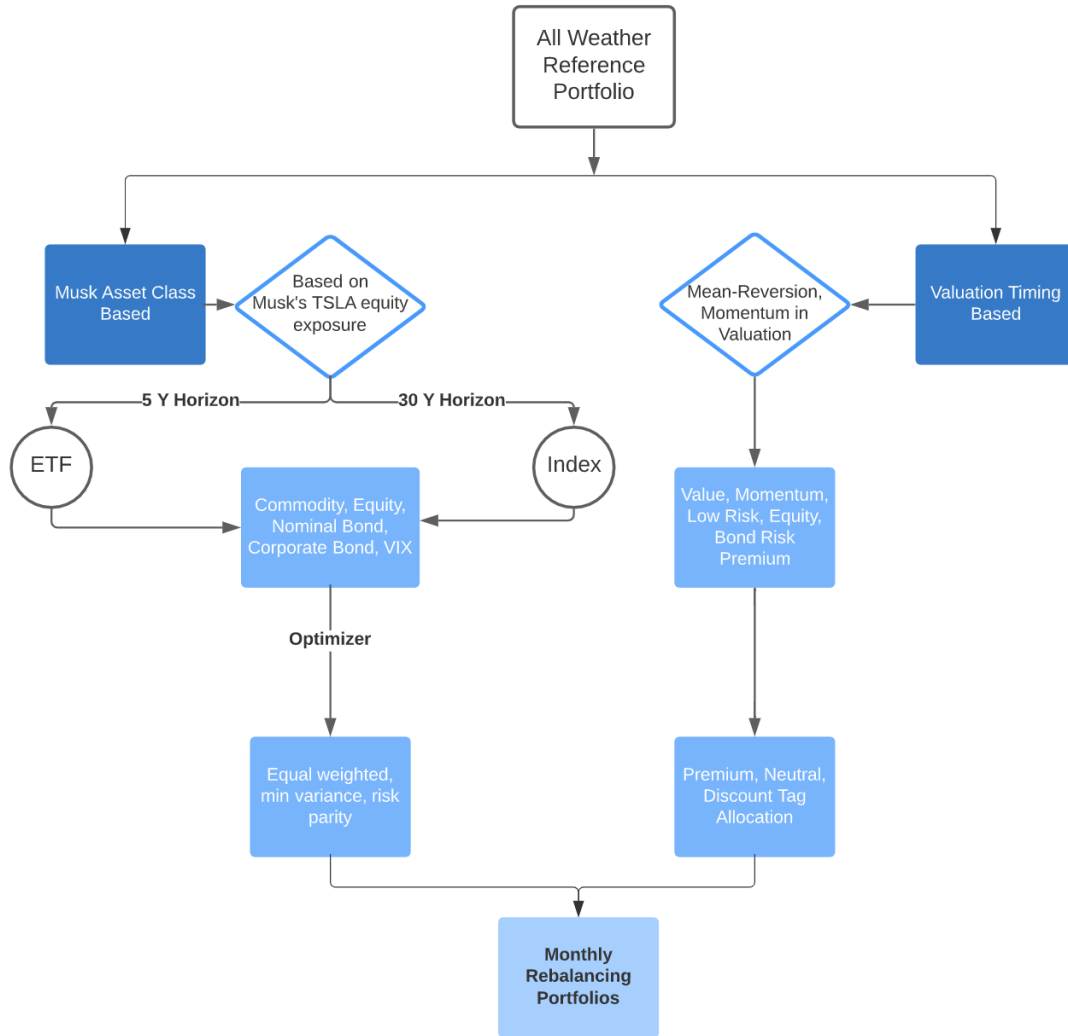 All Weather
Reference
Portfolio
Musk Asset Class
Based
Based on
Musk's TSLA equity
exposure
Mean-Reversion,
Momentum in
Valuation
Valuation Timing
Based
5 Y Horizon
30 Y Horizon
ETF
Index
Commodity, Equity,
Nominal Bond,
Corporate Bond, VIX
Value, Momentum,
Low Risk, Equity,
Bond Risk
Premium
Optimizer
Equal weighted,
min variance, risk
parity
Premium, Neutral,
Discount Tag
Allocation
Monthly
Rebalancing
Portfolios